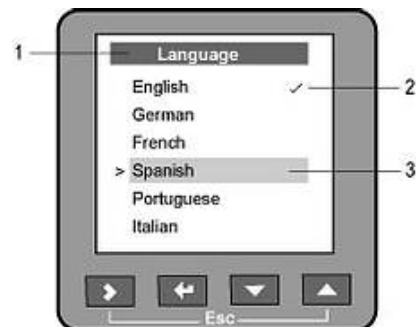 Language
1
English ✓
2
German
French
> Spanish
3
Portuguese
Italian
Esc